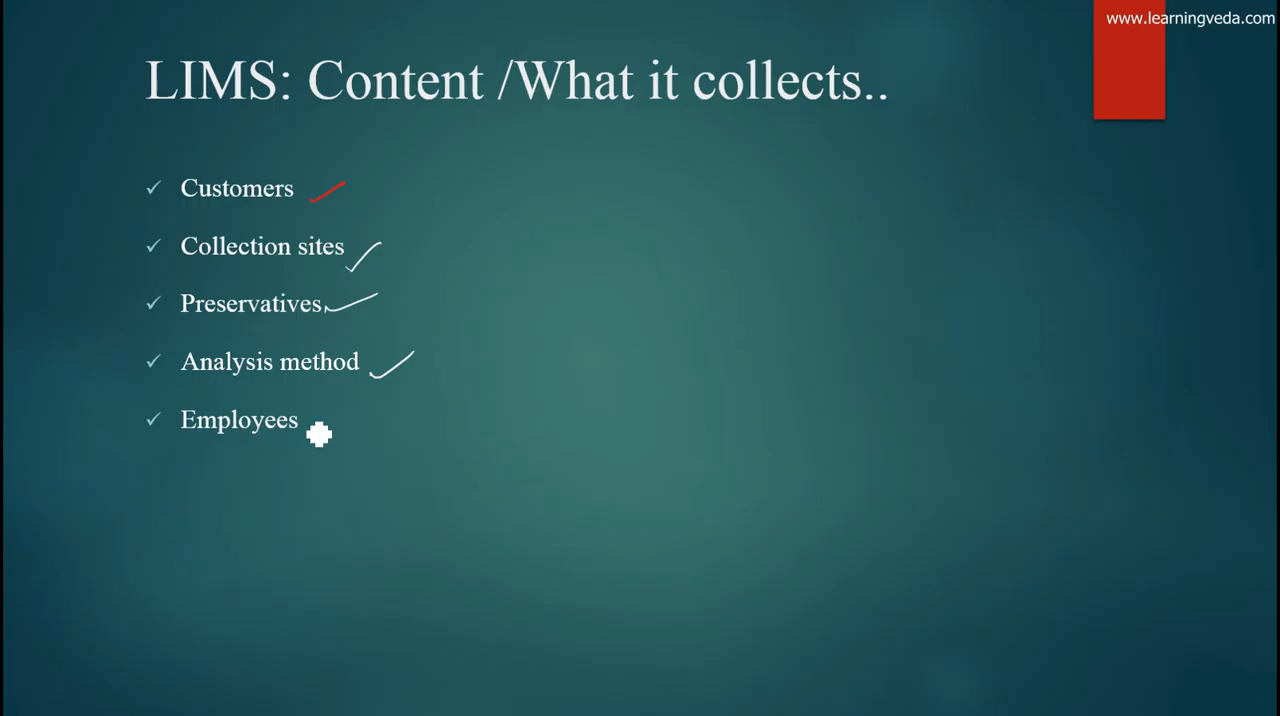 www.learningveda.com
LIMS: Content /What it collects..
Customers
Collection sites
Preservatives
Analysis method
Employees